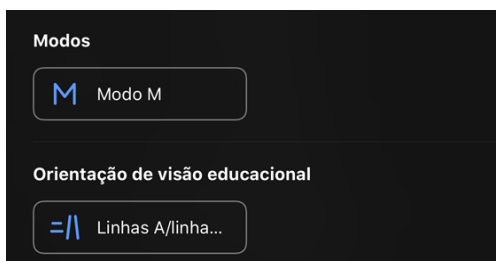 Modos
Modo M
Orientação de visão educacional
Linhas A/linha...